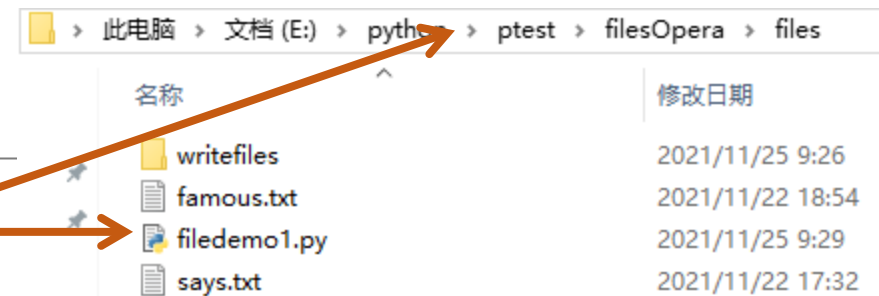 此电脑 > 文档 (E:) > python > ptest > filesOpera > files
名称 修改日期
writefiles 2021/11/25 9:26
famous.txt 2021/11/22 18:54
filedemo1.py 2021/11/25 9:29
says.txt 2021/11/22 17:32